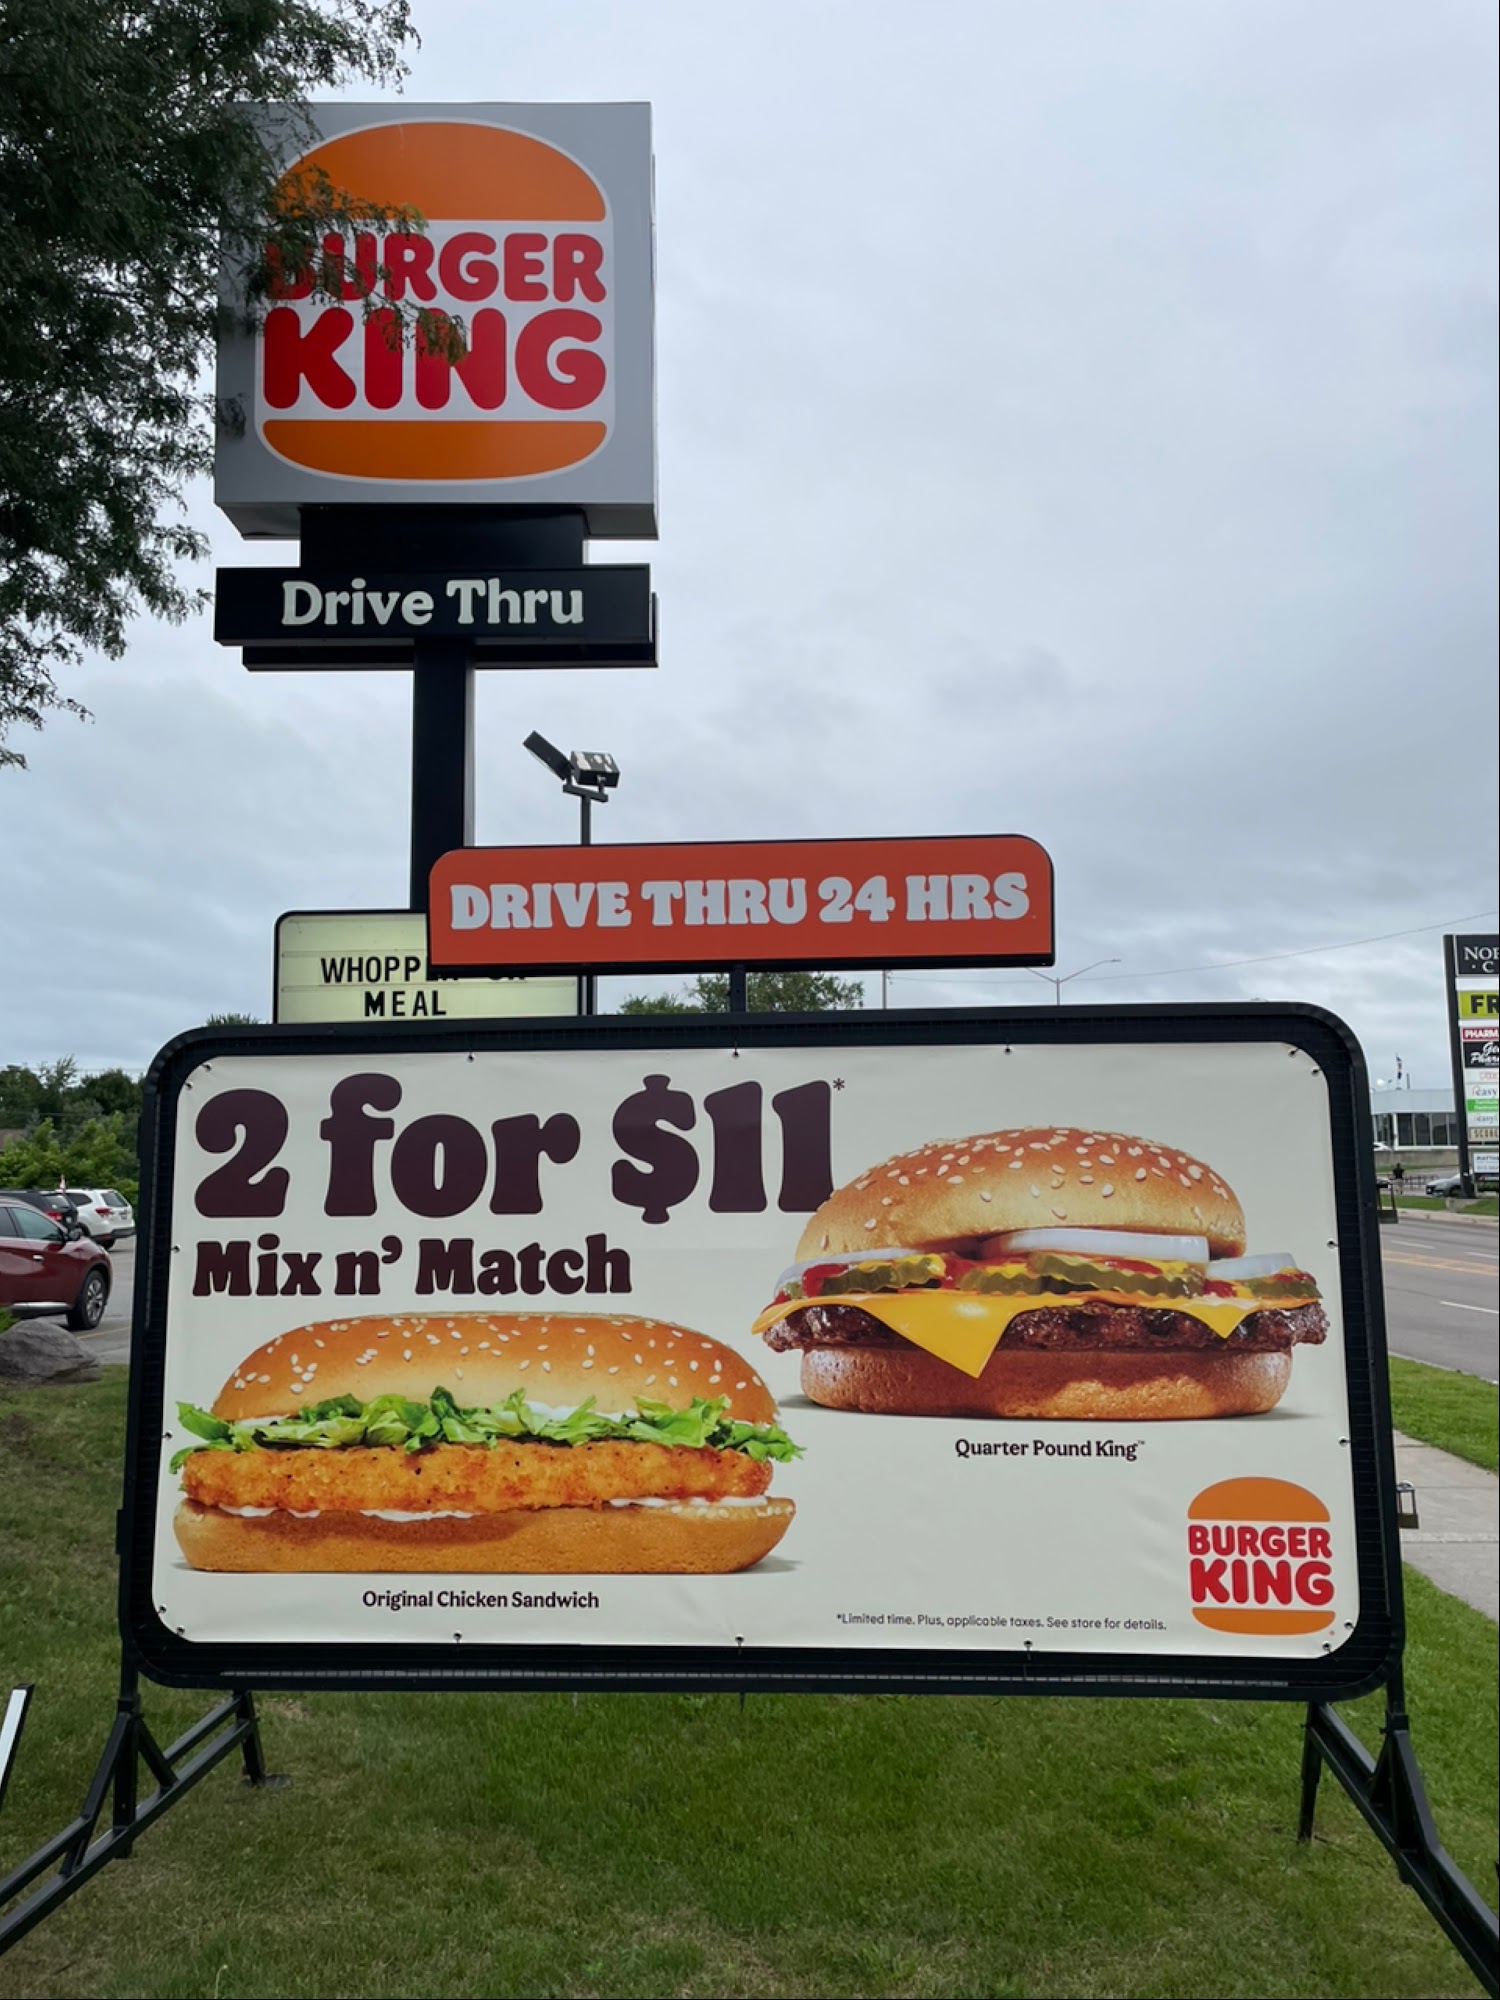 BURGER
KING
Drive Thru
DRIVE THRU 24 HRS
MEAL
2 for $11*
Mix n' Match
Quarter Pound King™
Original Chicken Sandwich
*Limited time. Plus, applicable taxes. See store for details.
BURGER
KING